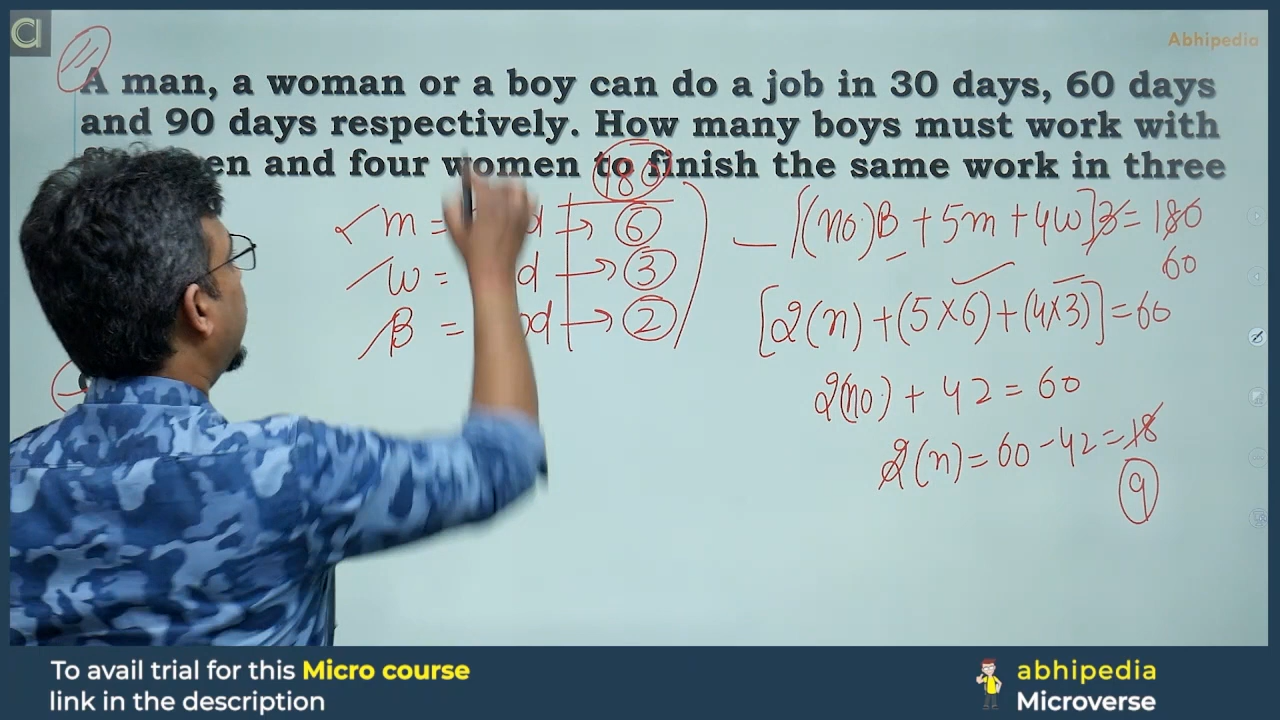 Abhipedia
A man, a woman or a boy can do a job in 30 days, 60 days
and 90 days respectively. How many boys must work with
and four women to finish the same work in three
180
m = d → 6
w = d → 3
B = d → 2
[(no.)B + 5m + 4w]3 = 180
60
[2(n) + (5×6) + (4×3)] = 60
2(no.) + 42 = 60
2(n) = 60 - 42 = 18
9
To avail trial for this Micro course
link in the description
abhipedia
Microverse